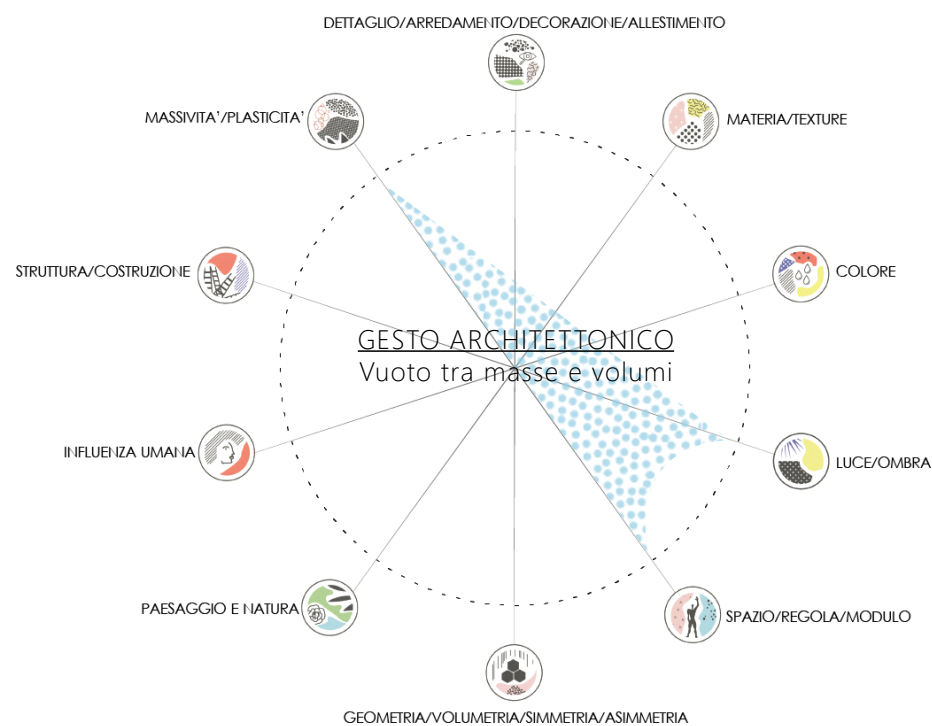 DETTAGLIO/ARREDAMENTO/DECORAZIONE/ALLESTIMENTO
MASSIVITA'/PLASTICITA'
MATERIA/TEXTURE
STRUTTURA/COSTRUZIONE
COLORE
GESTO ARCHITETTONICO
Vuoto tra masse e volumi
INFLUENZA UMANA
LUCE/OMBRA
PAESAGGIO E NATURA
SPAZIO/REGOLA/MODULO
GEOMETRIA/VOLUMETRIA/SIMMETRIA/ASIMMETRIA